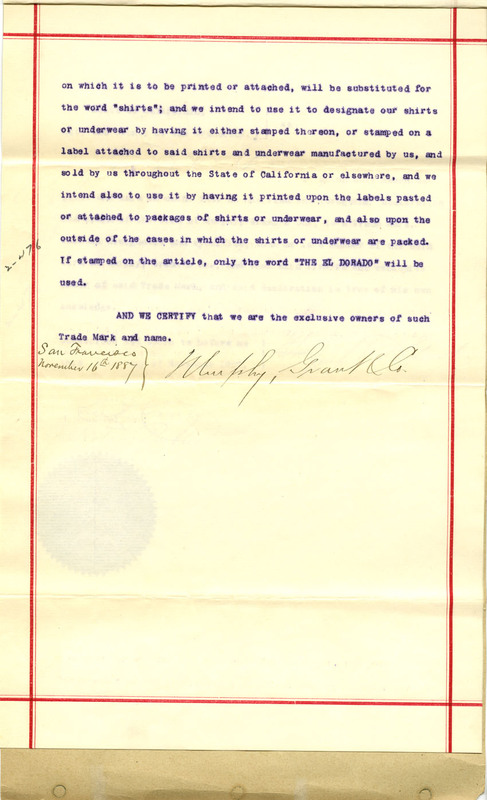 on which it is to be printed or attached, will be substituted for
the word "shirts"; and we intend to use it to designate our shirts
or underwear by having it either stamped thereon, or stamped on a
label attached to said shirts and underwear manufactured by us, and
sold by us throughout the State of California or elsewhere, and we
intend also to use it by having it printed upon the labels pasted
or attached to packages of shirts or underwear, and also upon the
outside of the cases in which the shirts or underwear are packed.
If stamped on the article, only the word "THE EL DORADO" will be
used.
AND WE CERTIFY that we are the exclusive owners of such
Trade Mark and name.
San Francisco
November 16th 1887
Murphy, Grant & Co.